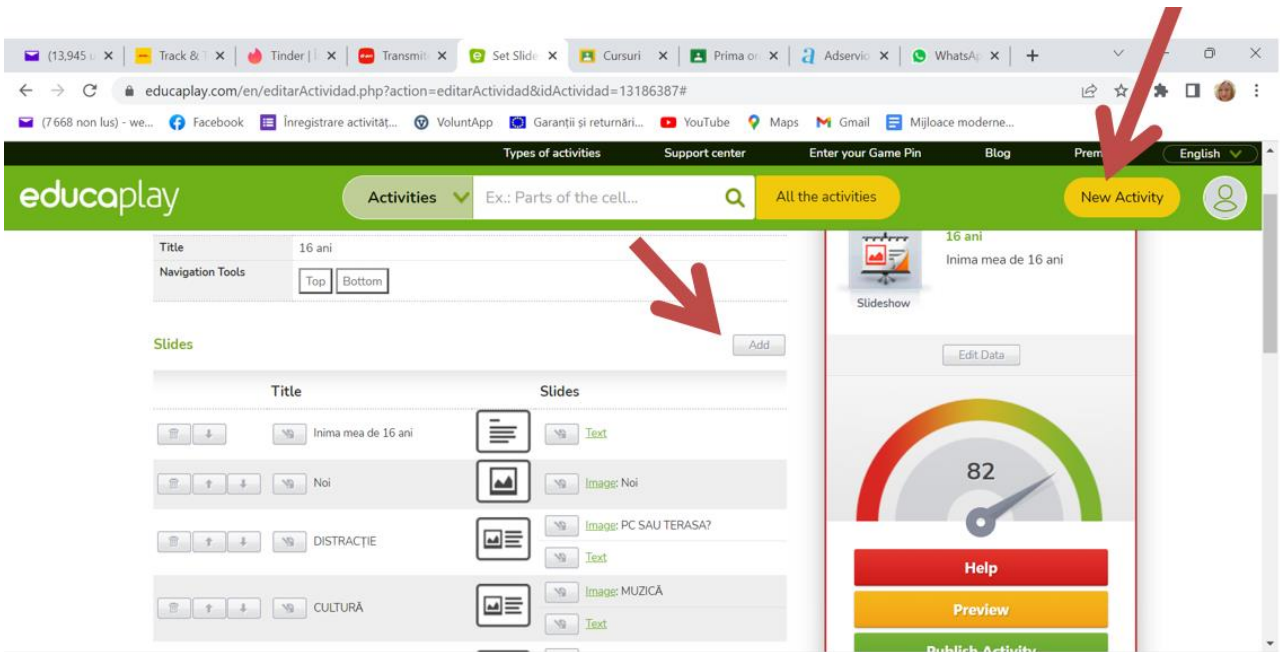 (13,945 u
Track & T
Tinder | Î
Transmite
Set Slide
Cursuri
Prima or
Adservio
WhatsAp
educaplay.com/en/editarActividad.php?action=editarActividad&idActividad=13186387#
(7 668 non lus) - we... Facebook Înregistrare activităț... VoluntApp Garanții și returnări... YouTube Maps Gmail Mijloace moderne...
Types of activities Support center Enter your Game Pin Blog Prem English
educaplay Activities Ex.: Parts of the cell... All the activities New Activity
Title 16 ani
Navigation Tools Top Bottom
16 ani
Inima mea de 16 ani
Slideshow
Slides Add
Edit Data
Title Slides
Inima mea de 16 ani Text
Noi Image: Noi
DISTRACȚIE Image: PC SAU TERASA?
Text
CULTURĂ Image: MUZICĂ
Text
82
Help
Preview
Publish Activity